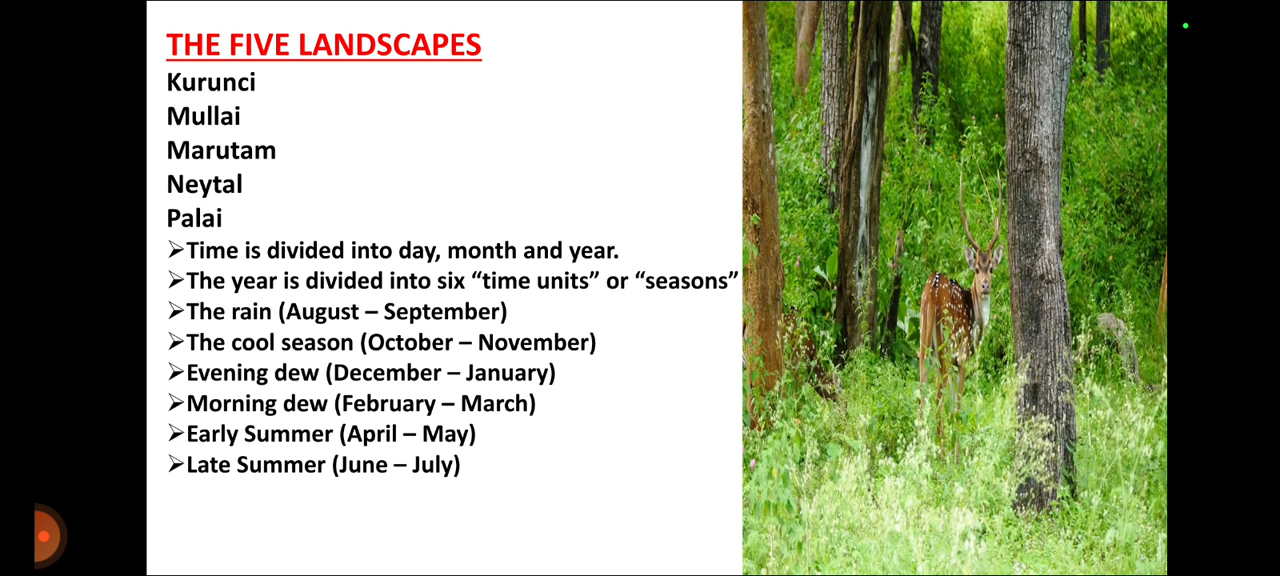 THE FIVE LANDSCAPES
Kurunci
Mullai
Marutam
Neytal
Palai
➢Time is divided into day, month and year.
➢The year is divided into six “time units” or “seasons”
➢The rain (August – September)
➢The cool season (October – November)
➢Evening dew (December – January)
➢Morning dew (February – March)
➢Early Summer (April – May)
➢Late Summer (June – July)